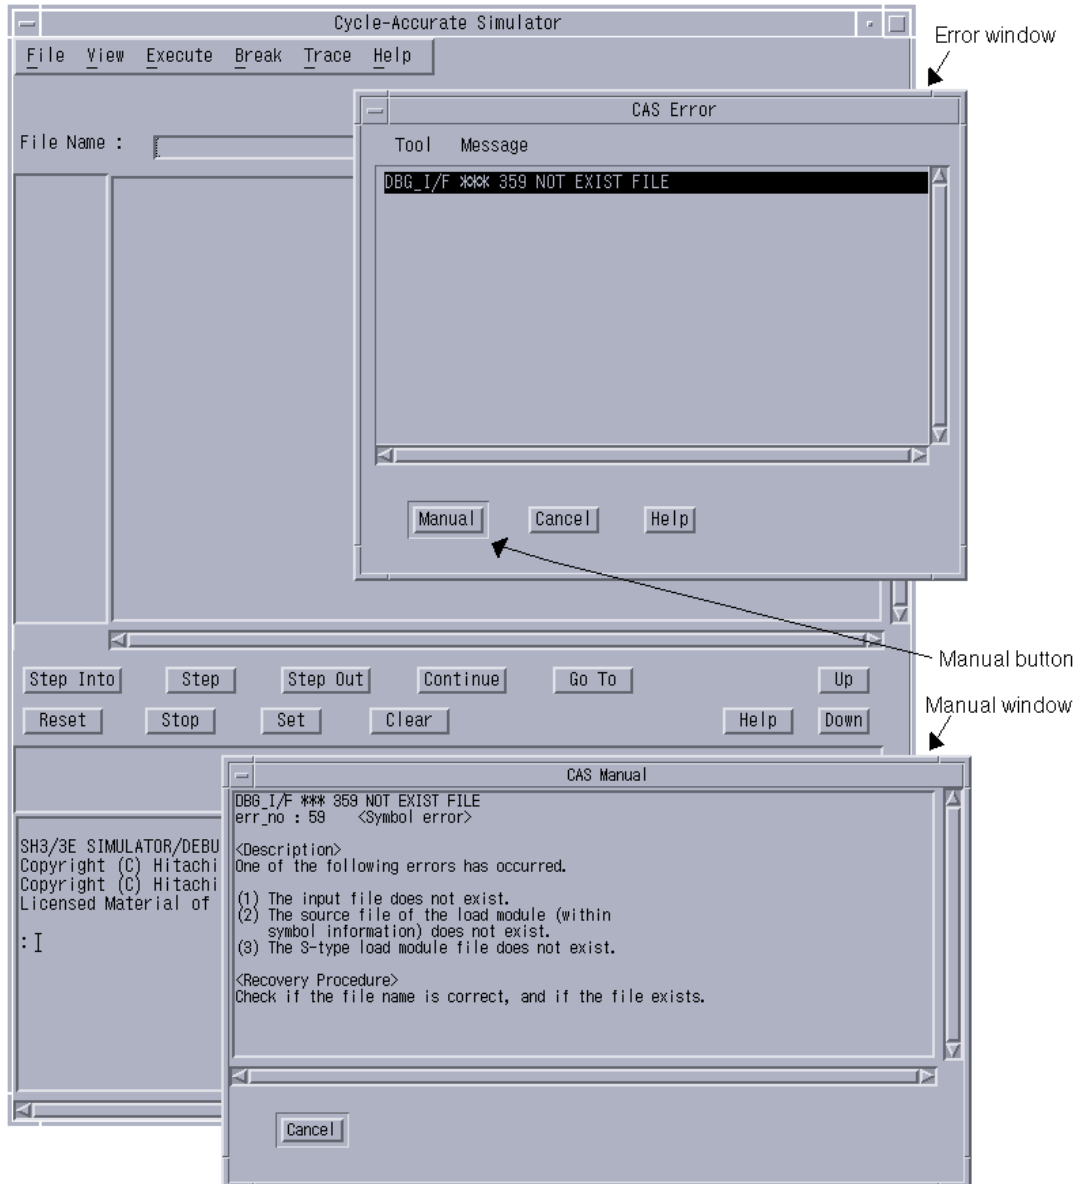 Cycle-Accurate Simulator
Error window
File View Execute Break Trace Help
CAS Error
File Name :
Tool Message
DBG_I/F *** 359 NOT EXIST FILE
Manual Cancel Help
Manual button
Step Into Step Step Out Continue Go To Up
Manual window
Reset Stop Set Clear Help Down
CAS Manual
DBG_I/F *** 359 NOT EXIST FILE
err_no : 59 <Symbol error>
<Description>
One of the following errors has occurred.
(1) The input file does not exist.
(2) The source file of the load module (within
symbol information) does not exist.
(3) The S-type load module file does not exist.
<Recovery Procedure>
Check if the file name is correct, and if the file exists.
SH3/3E SIMULATOR/DEBU
Copyright (C) Hitachi
Copyright (C) Hitachi
Licensed Material of
:
Cancel